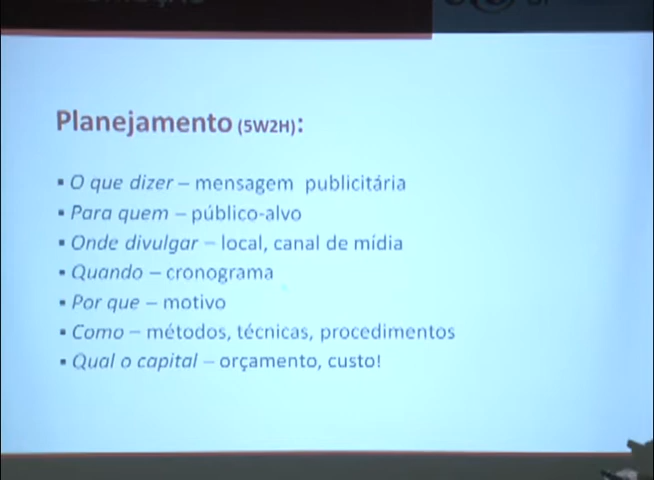 Planejamento (5W2H):
▪ O que dizer – mensagem publicitária
▪ Para quem – público-alvo
▪ Onde divulgar – local, canal de mídia
▪ Quando – cronograma
▪ Por que – motivo
▪ Como – métodos, técnicas, procedimentos
▪ Qual o capital – orçamento, custo!